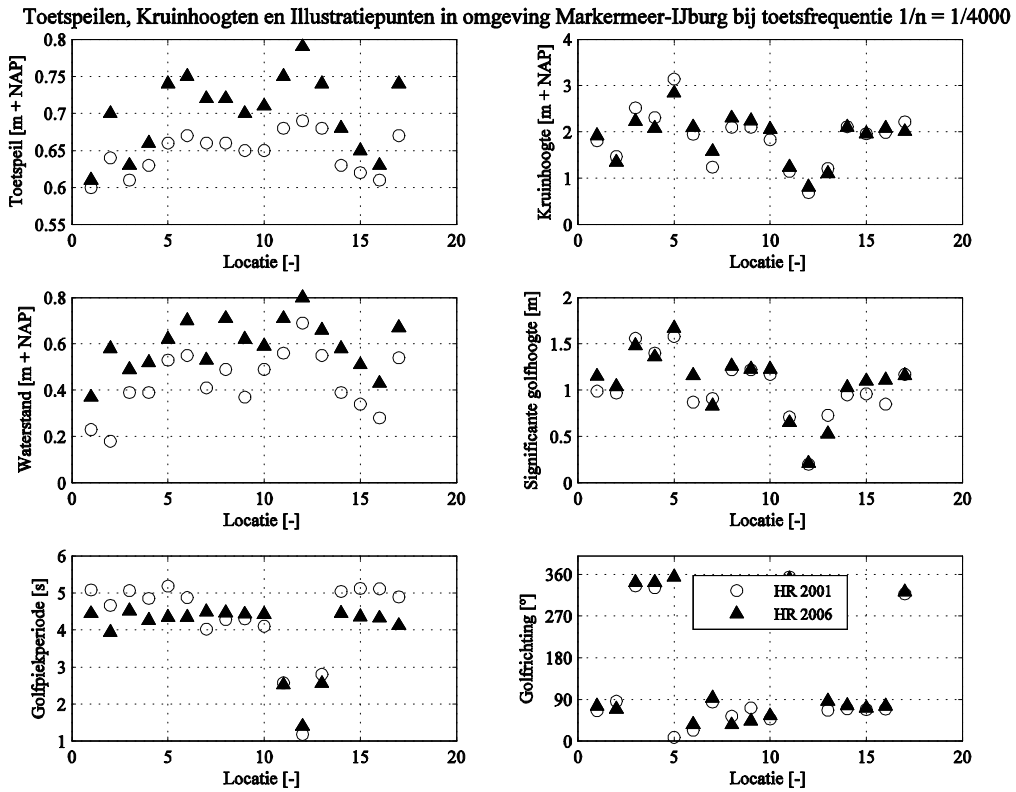 Toetspeilen, Kruinhoogten en Illustratiepunten in omgeving Markermeer-IJburg bij toetsfrequentie 1/n = 1/4000
Toetspeil [m + NAP]
0.8
0.75
0.7
0.65
0.6
0.55
0 5 10 15 20
Locatie [-]
Kruinhoogte [m + NAP]
4
3
2
1
0
0 5 10 15 20
Locatie [-]
Waterstand [m + NAP]
0.8
0.6
0.4
0.2
0
0 5 10 15 20
Locatie [-]
Significante golfhoogte [m]
2
1.5
1
0.5
0
0 5 10 15 20
Locatie [-]
Golfpiekperiode [s]
6
5
4
3
2
1
0 5 10 15 20
Locatie [-]
Golfrichting [°]
360
270
180
90
0
0 5 10 15 20
Locatie [-]
HR 2001
HR 2006